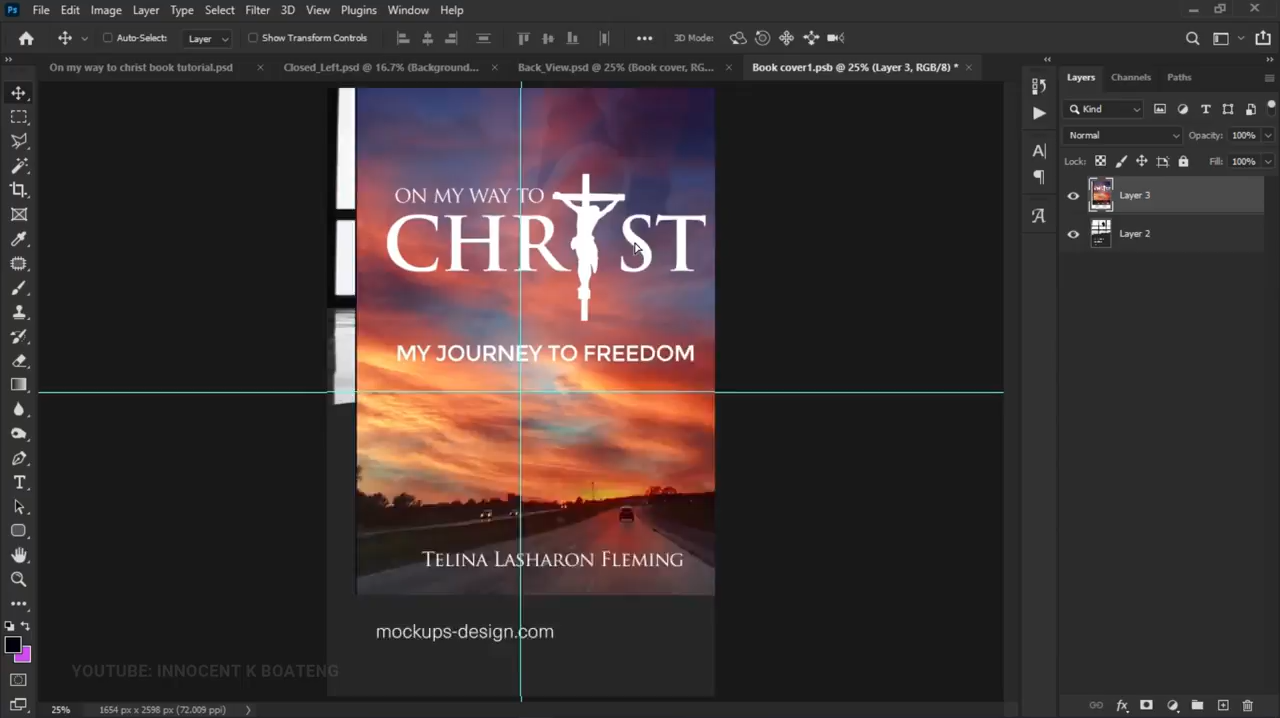 Ps File Edit Image Layer Type Select Filter 3D View Plugins Window Help
Auto-Select: Layer Show Transform Controls 3D Mode:
On my way to christ book tutorial.psd × Closed_Left.psd @ 16.7% (Background... × Back_View.psd @ 25% (Book cover, RG... × Book cover1.psb @ 25% (Layer 3, RGB/8) * ×
Layers Channels Paths
Kind
Normal Opacity: 100%
Lock: Fill: 100%
Layer 3
Layer 2
ON MY WAY TO
CHRIST
MY JOURNEY TO FREEDOM
TELINA LASHARON FLEMING
mockups-design.com
YOUTUBE: INNOCENT K BOATENG
25% 1654 px x 2598 px (72.009 ppi)